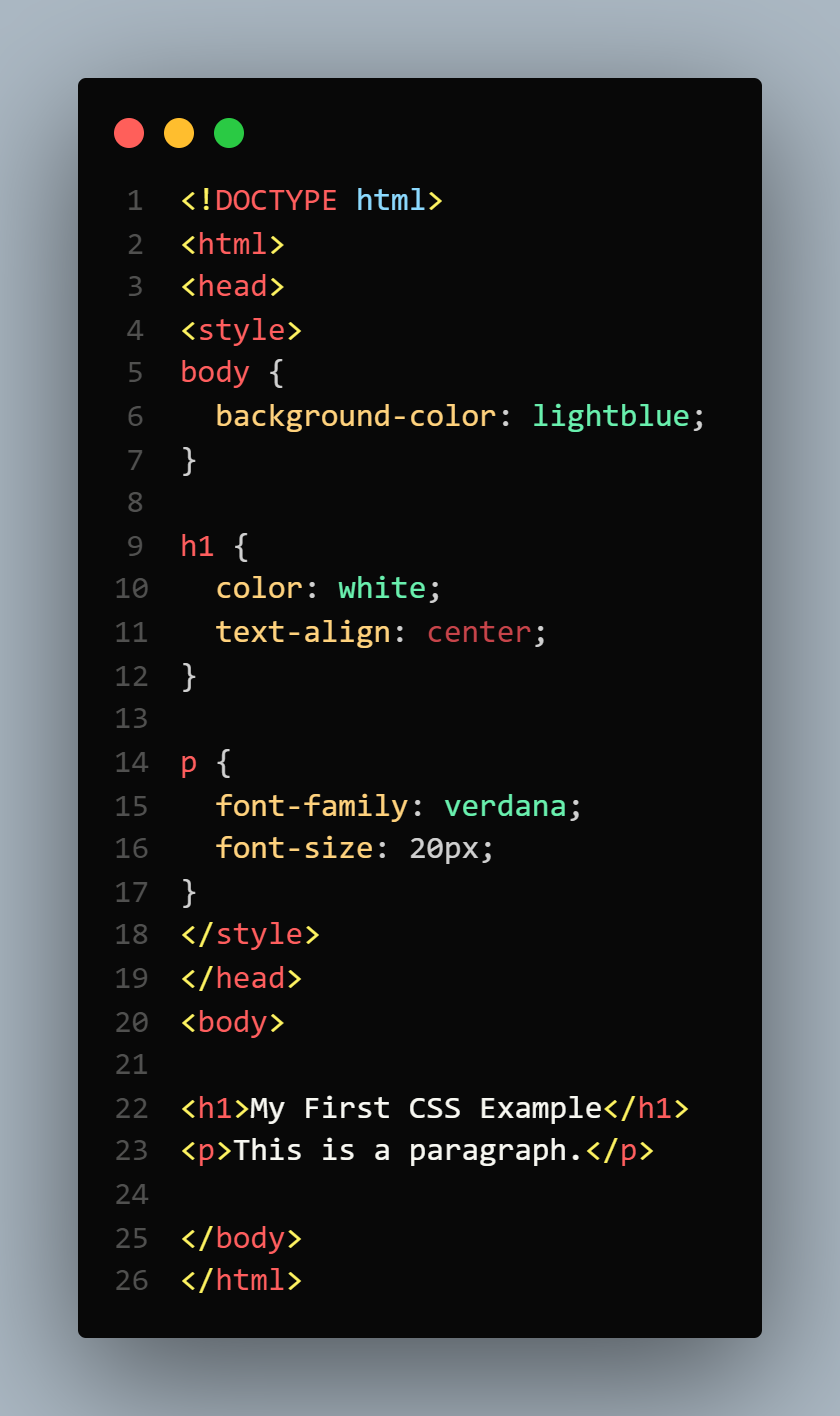 1 <!DOCTYPE html>
2 <html>
3 <head>
4 <style>
5 body {
6   background-color: lightblue;
7 }
8
9 h1 {
10   color: white;
11   text-align: center;
12 }
13
14 p {
15   font-family: verdana;
16   font-size: 20px;
17 }
18 </style>
19 </head>
20 <body>
21
22 <h1>My First CSS Example</h1>
23 <p>This is a paragraph.</p>
24
25 </body>
26 </html>